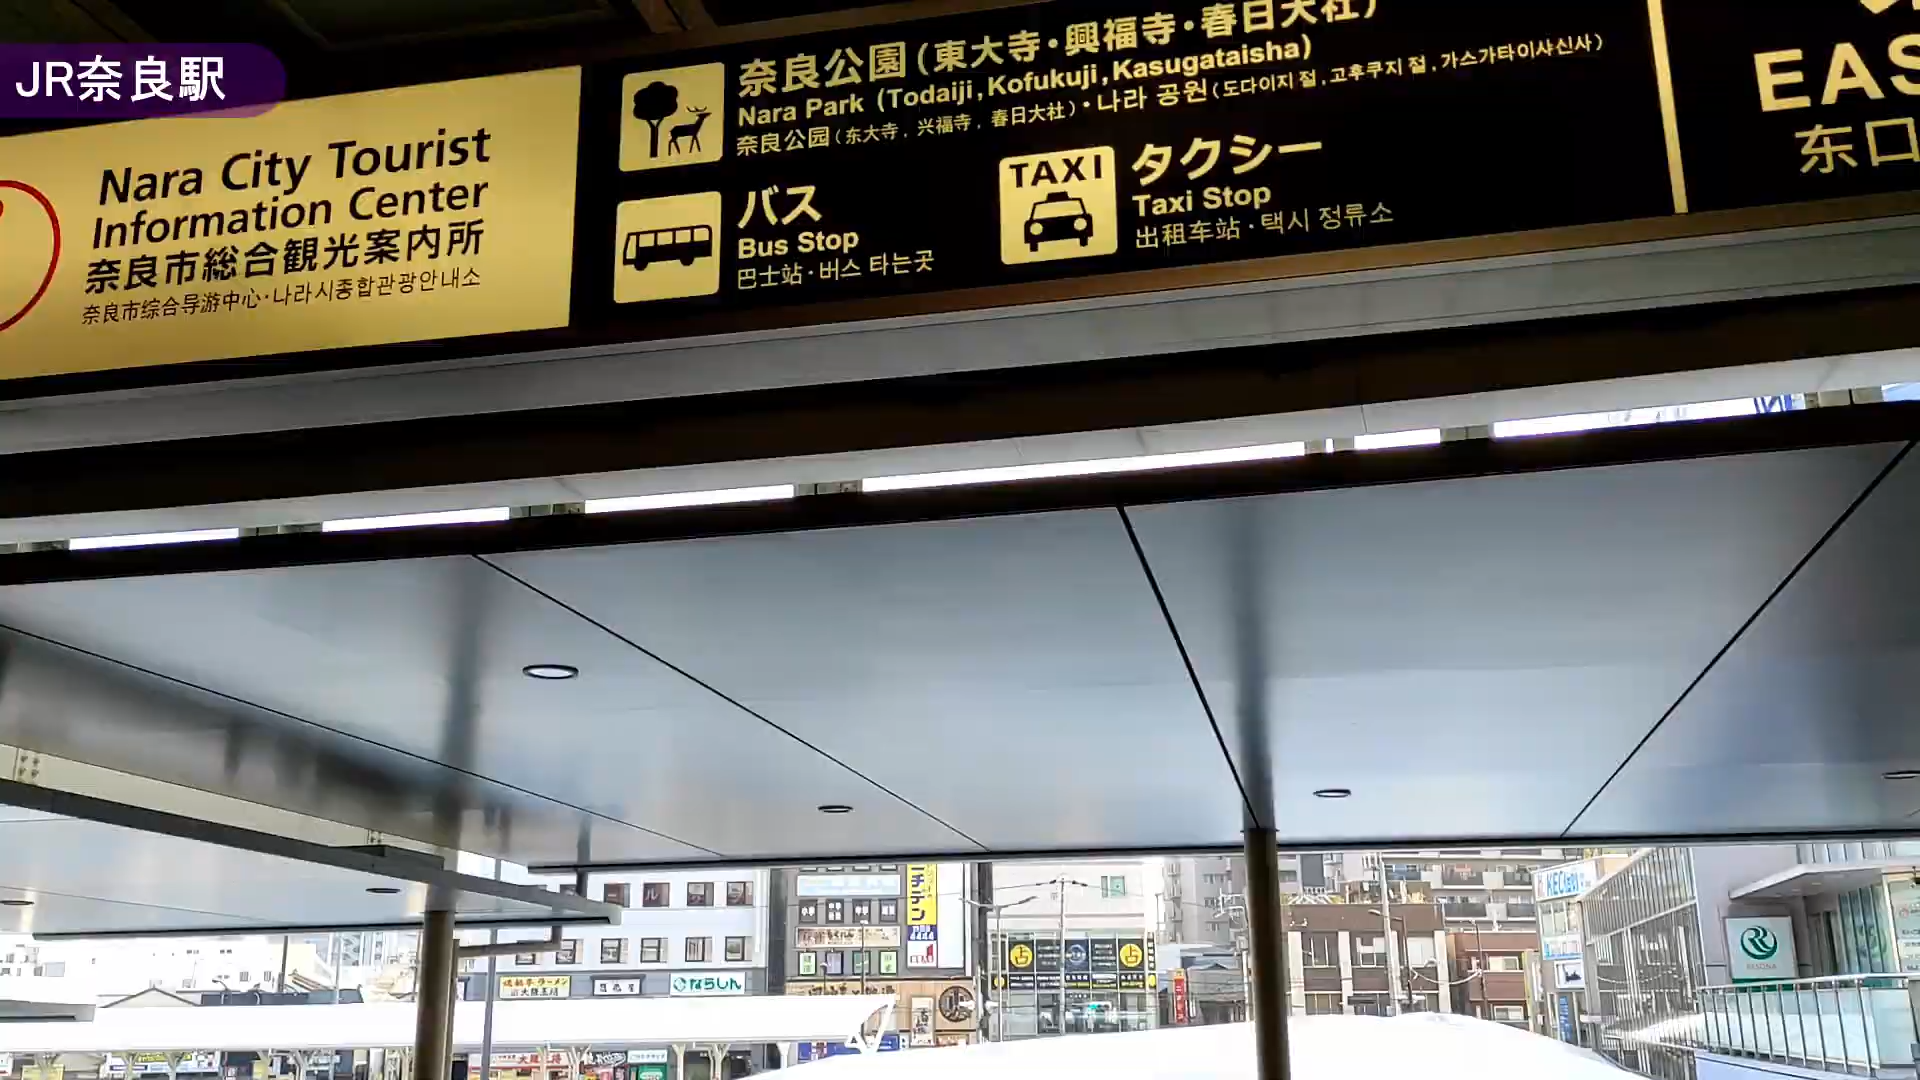 JR奈良駅
Nara City Tourist
Information Center
奈良市総合観光案内所
奈良市综合导游中心·나라시종합관광안내소
奈良公園(東大寺・興福寺・春日大社)
Nara Park (Todaiji,Kofukuji,Kasugataisha)
奈良公园(东大寺,兴福寺,春日大社)・나라 공원(도다이지절,고후쿠지절,가스가타이샤신사)
バス
Bus Stop
巴士站·버스 타는곳
TAXI
タクシー
Taxi Stop
出租车站·택시 정류소
EAS
东口
ならしん
占
占
KEC